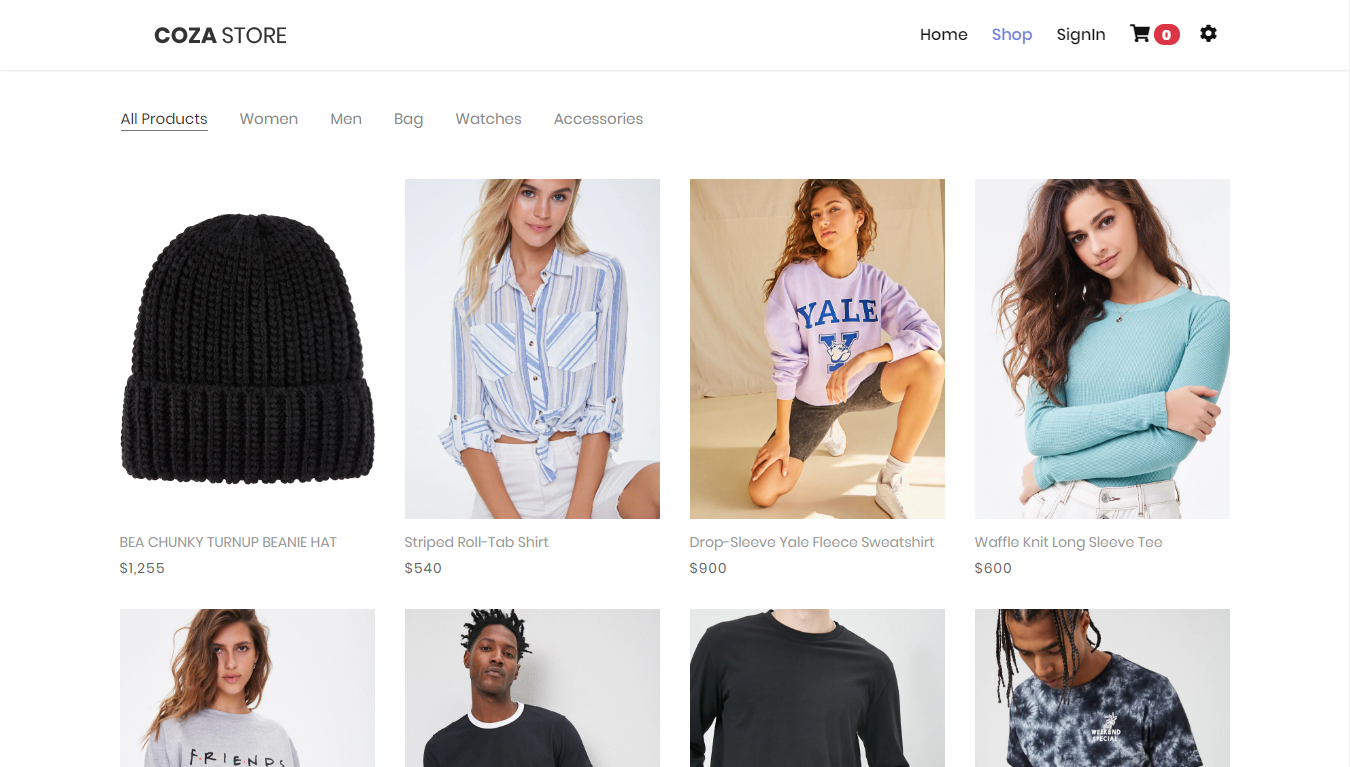 COZA STORE
Home Shop SignIn 0
All Products Women Men Bag Watches Accessories
YALE
Y
BEA CHUNKY TURNUP BEANIE HAT
$1,255
Striped Roll-Tab Shirt
$540
Drop-Sleeve Yale Fleece Sweatshirt
$900
Waffle Knit Long Sleeve Tee
$600
F·R·I·E·N·D·S
WEEKEND
SPECIAL